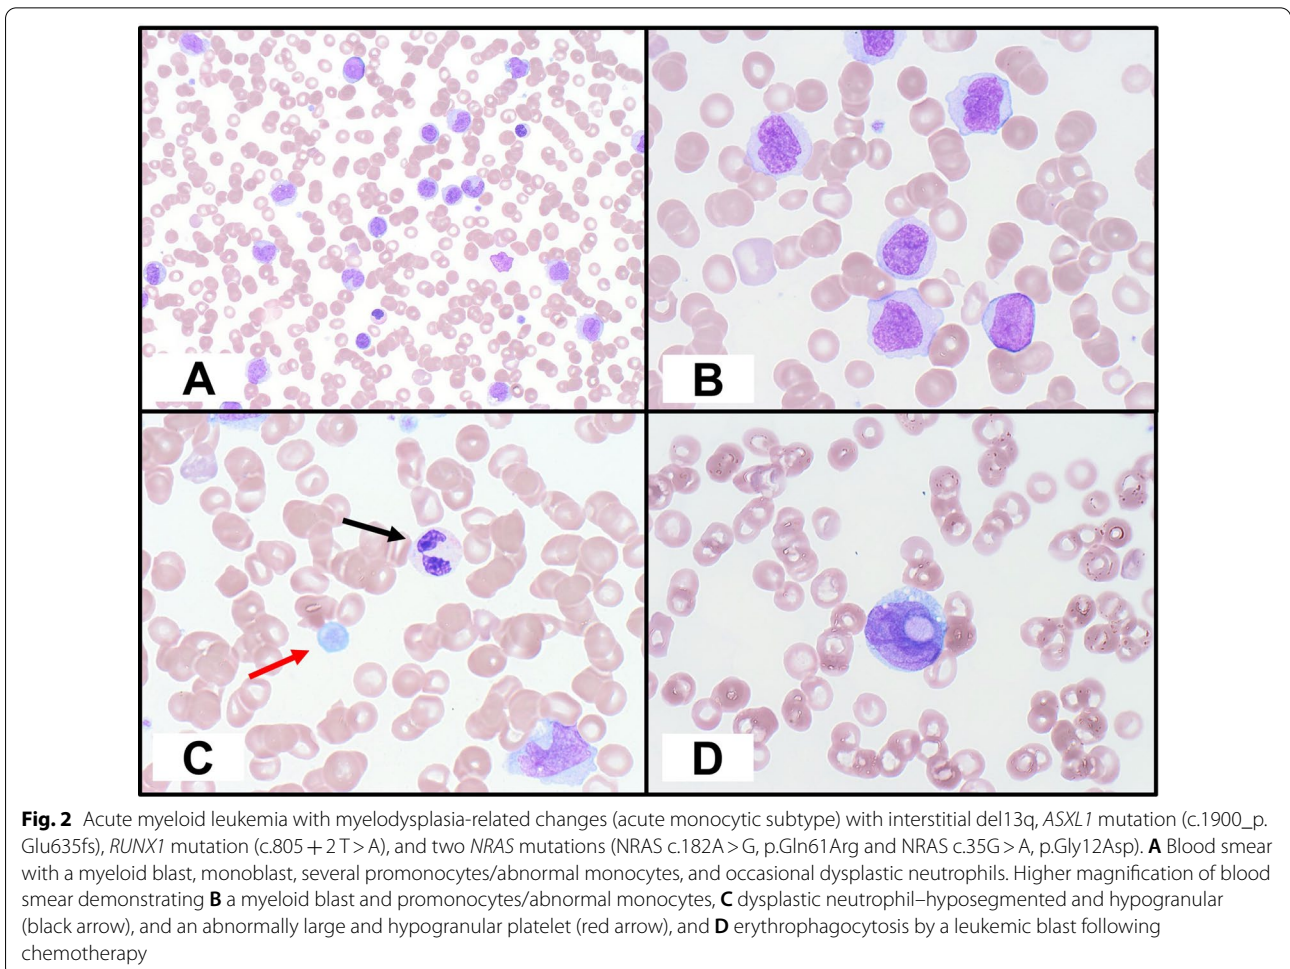 A
B
C
D
Fig. 2 Acute myeloid leukemia with myelodysplasia-related changes (acute monocytic subtype) with interstitial del13q, ASXL1 mutation (c.1900_p.
Glu635fs), RUNX1 mutation (c.805 + 2 T > A), and two NRAS mutations (NRAS c.182A > G, p.Gln61Arg and NRAS c.35G > A, p.Gly12Asp). A Blood smear
with a myeloid blast, monoblast, several promonocytes/abnormal monocytes, and occasional dysplastic neutrophils. Higher magnification of blood
smear demonstrating B a myeloid blast and promonocytes/abnormal monocytes, C dysplastic neutrophil–hyposegmented and hypogranular
(black arrow), and an abnormally large and hypogranular platelet (red arrow), and D erythrophagocytosis by a leukemic blast following
chemotherapy